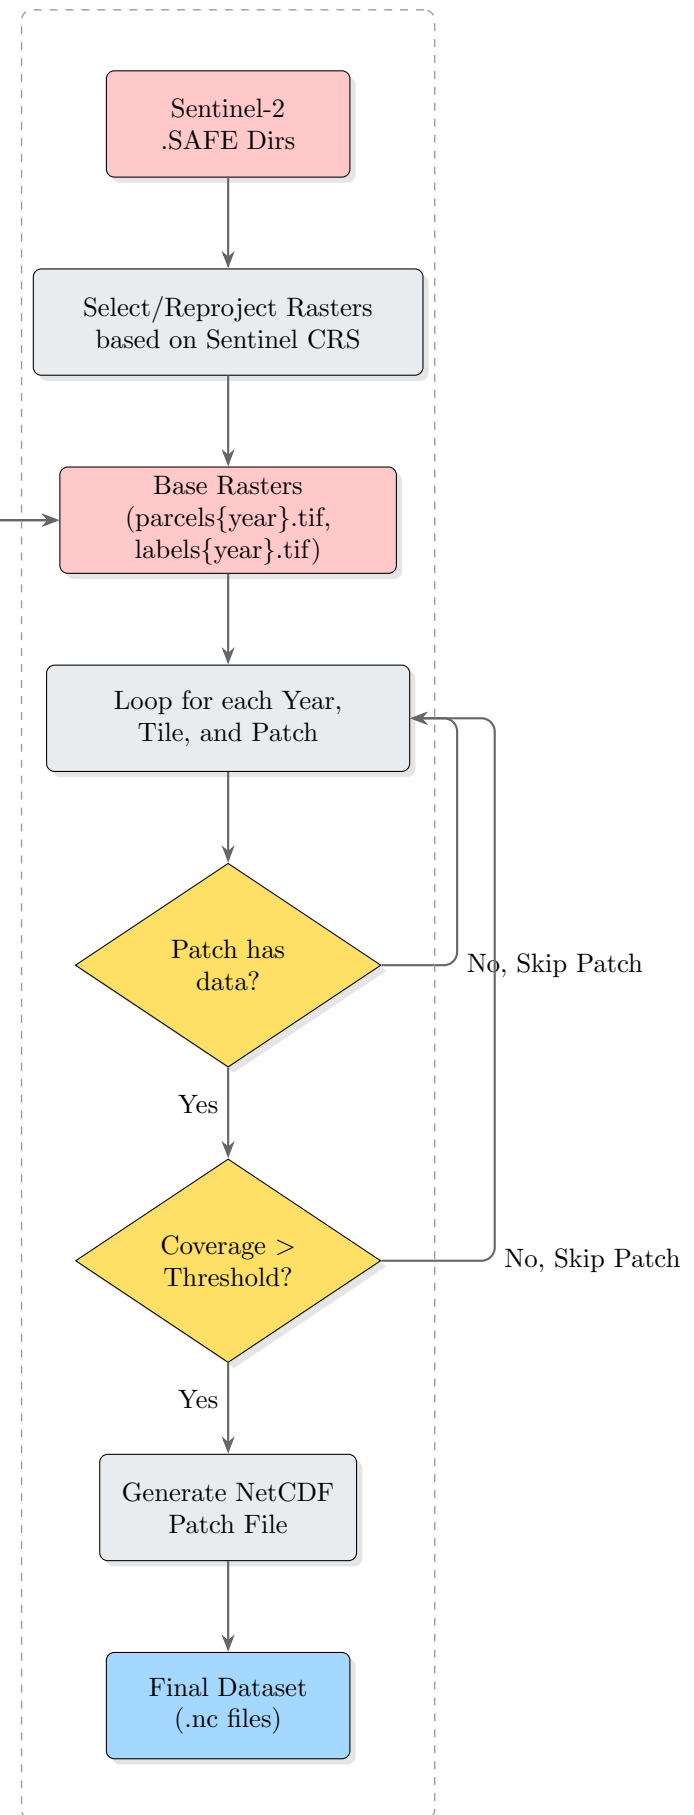 Sentinel-2
.SAFE Dirs
Select/Reproject Rasters
based on Sentinel CRS
Base Rasters
(parcels{year}.tif,
labels{year}.tif)
Loop for each Year,
Tile, and Patch
Patch has
data?
No, Skip Patch
Yes
Coverage >
Threshold?
No, Skip Patch
Yes
Generate NetCDF
Patch File
Final Dataset
(.nc files)